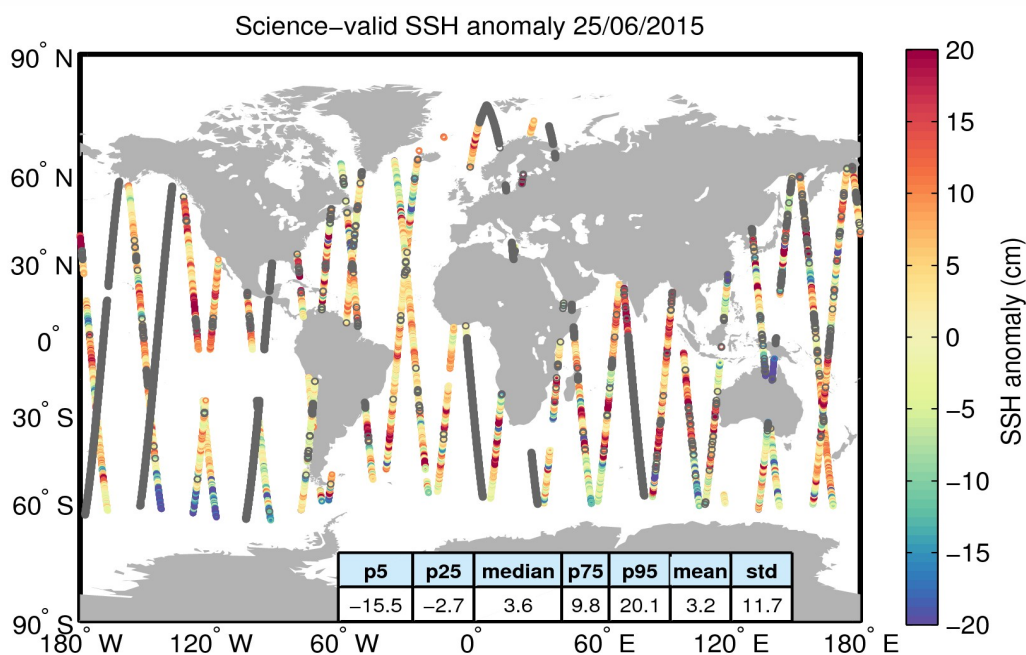 Science−valid SSH anomaly 25/06/2015
90° N
60° N
30° N
0°
30° S
60° S
90° S
180° W
120° W
60° W
0°
60° E
120° E
180° E
p5 p25 median p75 p95 mean std
−15.5 −2.7 3.6 9.8 20.1 3.2 11.7
20
15
10
5
0
−5
−10
−15
−20
SSH anomaly (cm)